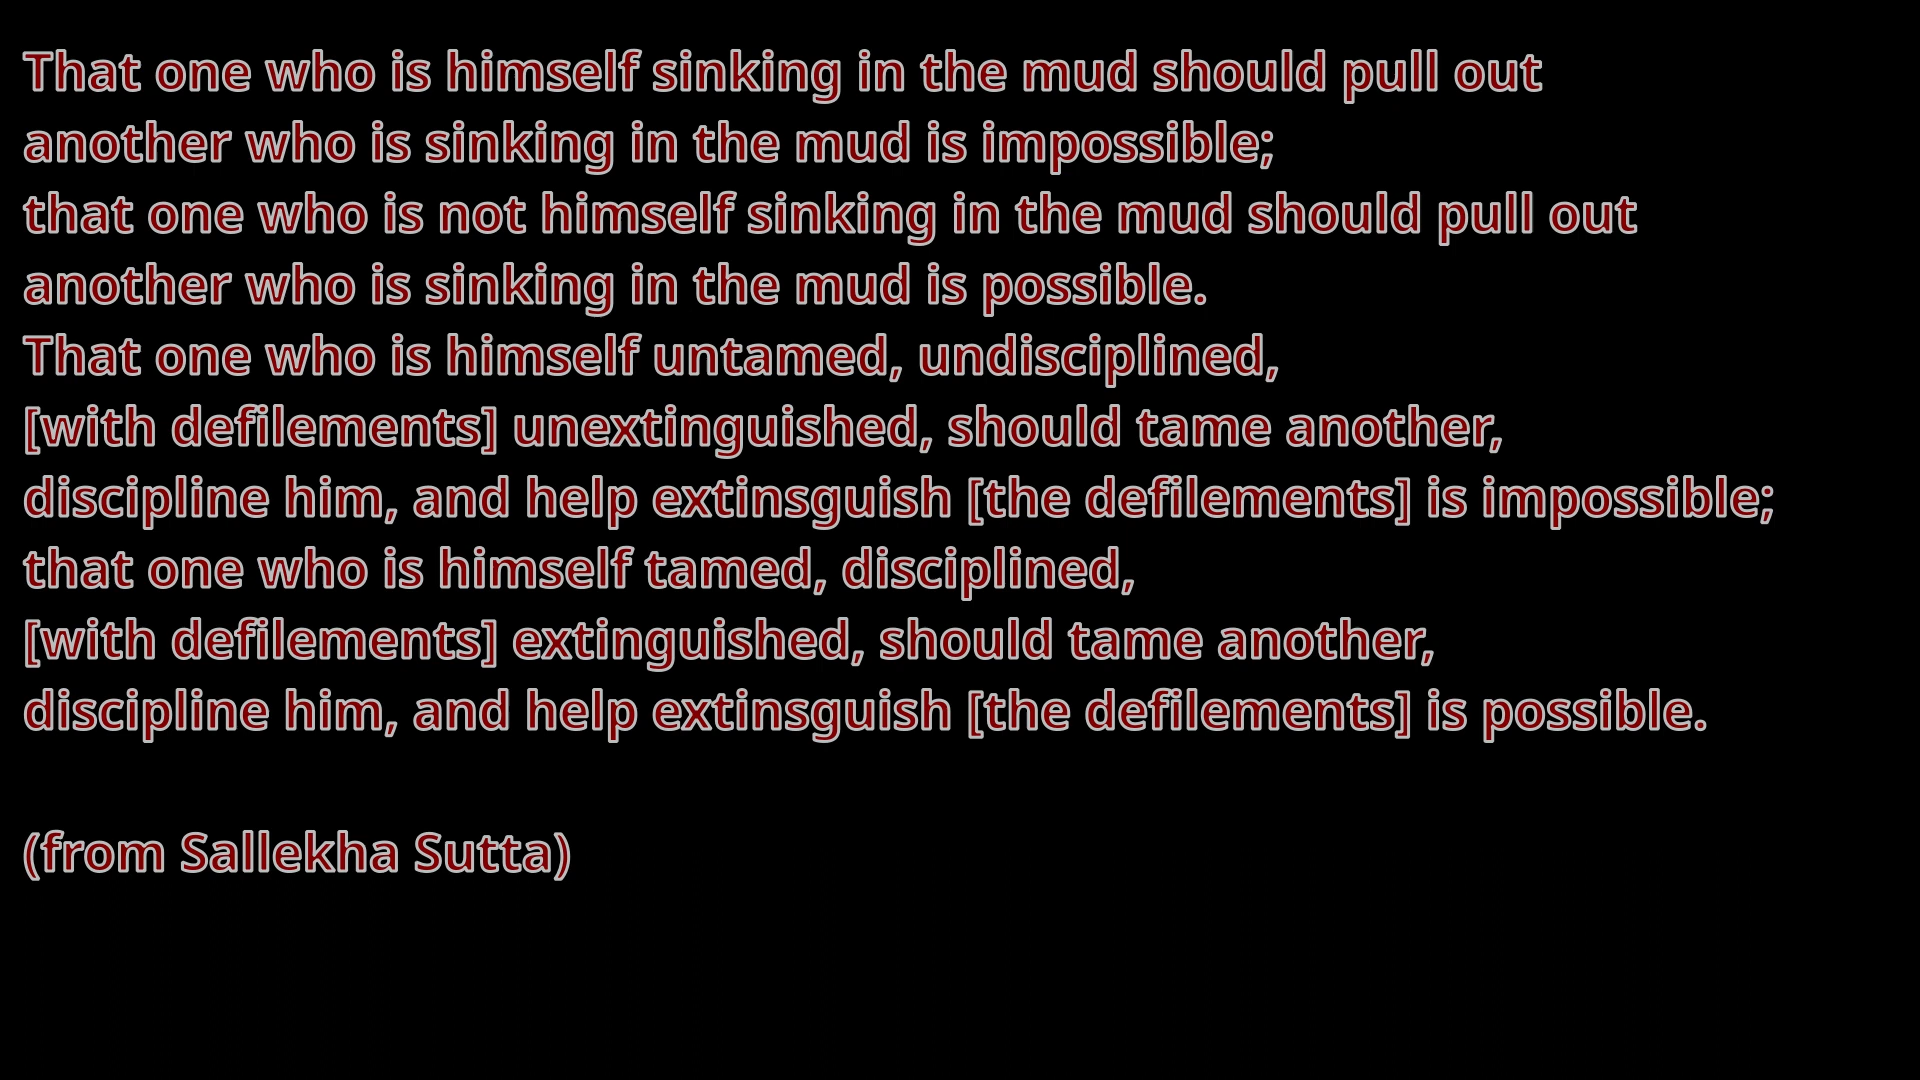 That one who is himself sinking in the mud should pull out
another who is sinking in the mud is impossible;
that one who is not himself sinking in the mud should pull out
another who is sinking in the mud is possible.
That one who is himself untamed, undisciplined,
[with defilements] unextinguished, should tame another,
discipline him, and help extinsguish [the defilements] is impossible;
that one who is himself tamed, disciplined,
[with defilements] extinguished, should tame another,
discipline him, and help extinsguish [the defilements] is possible.
(from Sallekha Sutta)